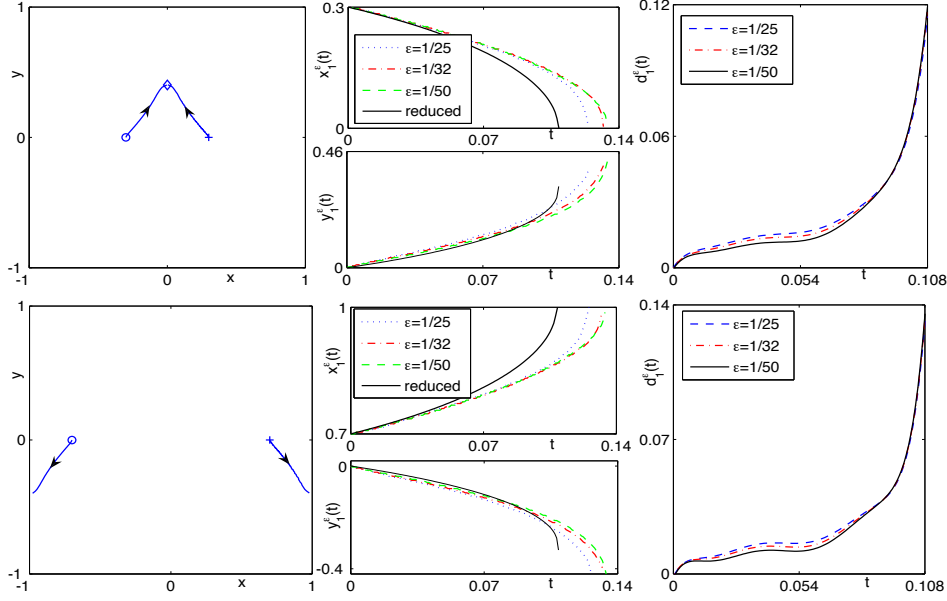 1
y
0
-1
-1
0
x
1
0.3
x₁^ε(t)
0
ε=1/25
ε=1/32
ε=1/50
reduced
0
0.07
t
0.14
0.46
y₁^ε(t)
0
0
0.07
t
0.14
0.12
d₁^ε(t)
0.06
0
ε=1/25
ε=1/32
ε=1/50
0
0.054
t
0.108
1
y
0
-1
-1
0
x
1
1
x₁^ε(t)
0.7
ε=1/25
ε=1/32
ε=1/50
reduced
0
0.07
t
0.14
0
y₁^ε(t)
-0.4
0
0.07
t
0.14
0.14
d₁^ε(t)
0.07
0
ε=1/25
ε=1/32
ε=1/50
0
0.054
t
0.108